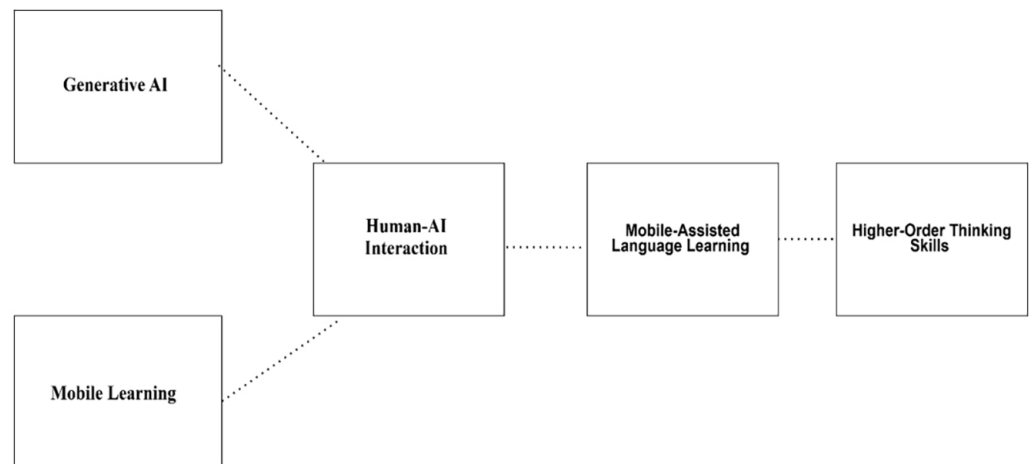 Generative AI
Human-AI
Interaction
Mobile-Assisted
Language Learning
Higher-Order Thinking
Skills
Mobile Learning